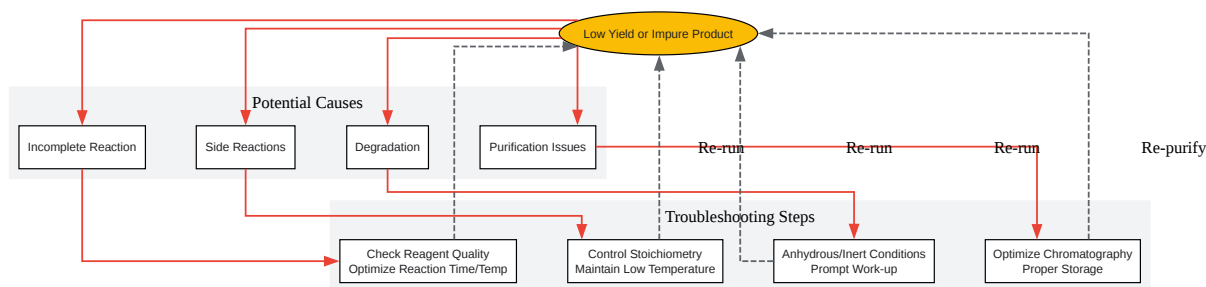 Low Yield or Impure Product
Potential Causes
Incomplete Reaction
Side Reactions
Degradation
Purification Issues
Re-run
Re-run
Re-run
Re-purify
Troubleshooting Steps
Check Reagent Quality
Optimize Reaction Time/Temp
Control Stoichiometry
Maintain Low Temperature
Anhydrous/Inert Conditions
Prompt Work-up
Optimize Chromatography
Proper Storage